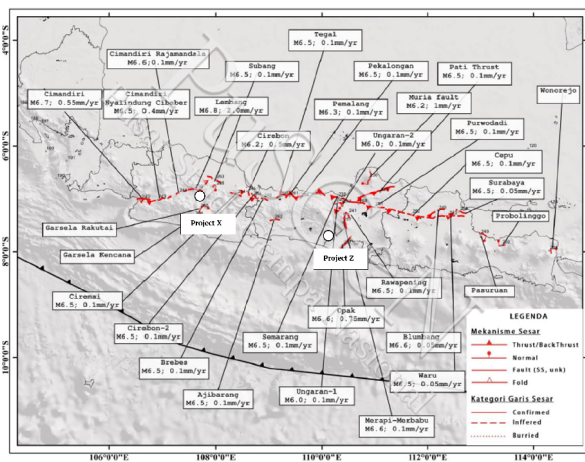 4°0'0"S
6°0'0"S
8°0'0"S
10°0'0"S
Tegal
M6.5; 0.1mm/yr
Cimandiri Rajamandala
M6.6;0.1mm/yr
Subang
M6.5; 0.1mm/yr
Pekalongan
M6.5; 0.1mm/yr
Pati Thrust
M6.5; 0.1mm/yr
Cimandiri
M6.7; 0.55mm/yr
Cimandiri
Nyalindung Cibeber
M6.5; 0.4mm/yr
Lembang
M6.8; 2.0mm/yr
Pemalang
M6.3; 0.1mm/yr
Muria fault
M6.2; 1mm/yr
Wonorejo
Cirebon
M6.2; 0.5mm/yr
Ungaran-2
M6.0; 0.1mm/yr
Purwodadi
M6.5; 0.1mm/yr
Cepu
M6.5; 0.1mm/yr
Surabaya
M6.5; 0.05mm/yr
Garsela Rakutai
Project X
Project Z
Probolinggo
Garsela Kencana
Rawapening
M6.5; 0.1mm/yr
Pasuruan
Ciremai
M6.5; 0.1mm/yr
Cirebon-2
M6.5; 0.1mm/yr
Brebes
M6.5; 0.1mm/yr
Ajibarang
M6.5; 0.1mm/yr
Semarang
M6.5; 0.1mm/yr
Ungaran-1
M6.0; 0.1mm/yr
Opak
M6.6; 0.75mm/yr
Blumbang
M6.6; 0.05mm/yr
Waru
M6.5; 0.05mm/yr
Merapi-Merbabu
M6.6; 0.1mm/yr
LEGENDA
Mekanisme Sesar
Thrust/BackThrust
Normal
Fault (SS, unk)
Fold
Kategori Garis Sesar
Confirmed
Inffered
Burried
106°0'0"E
108°0'0"E
110°0'0"E
112°0'0"E
114°0'0"E